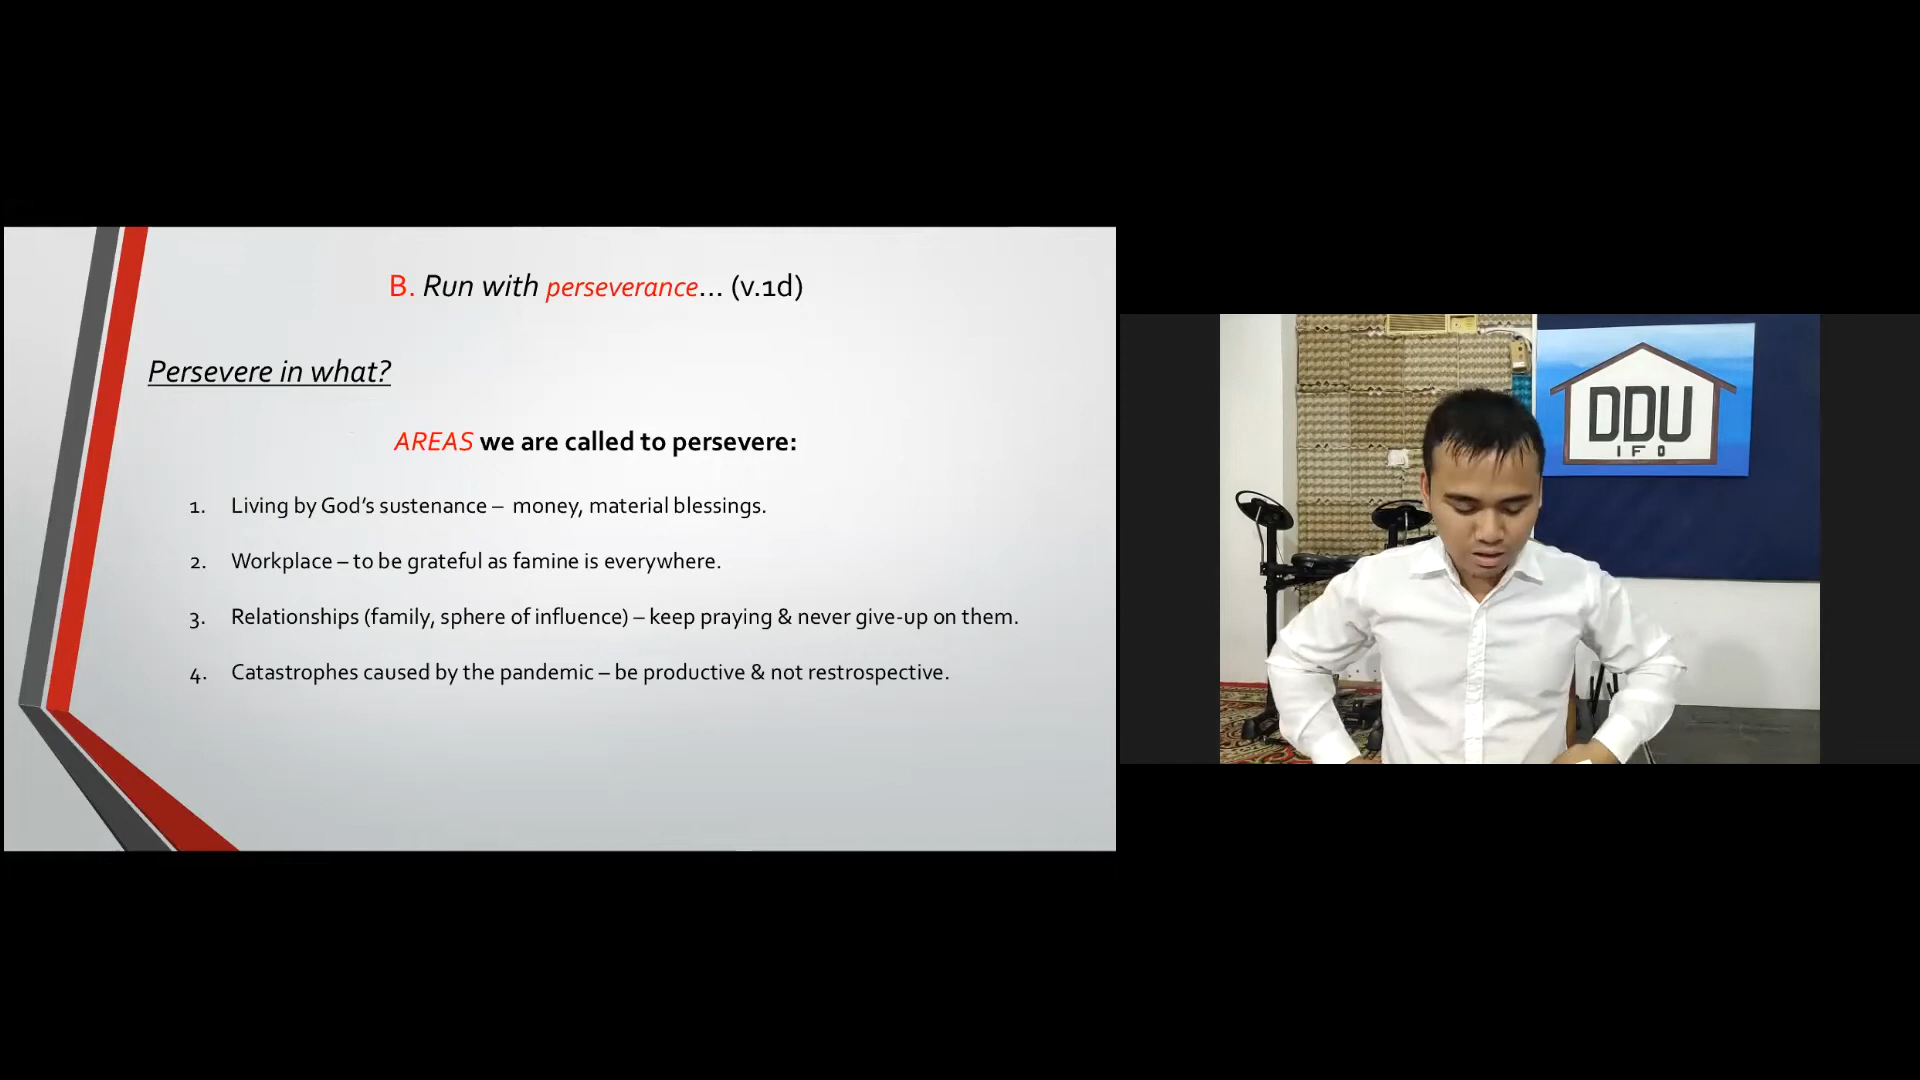 B. Run with perseverance... (v.1d)
Persevere in what?
AREAS we are called to persevere:
1. Living by God's sustenance – money, material blessings.
2. Workplace – to be grateful as famine is everywhere.
3. Relationships (family, sphere of influence) – keep praying & never give-up on them.
4. Catastrophes caused by the pandemic – be productive & not restrospective.
DDU
IFO